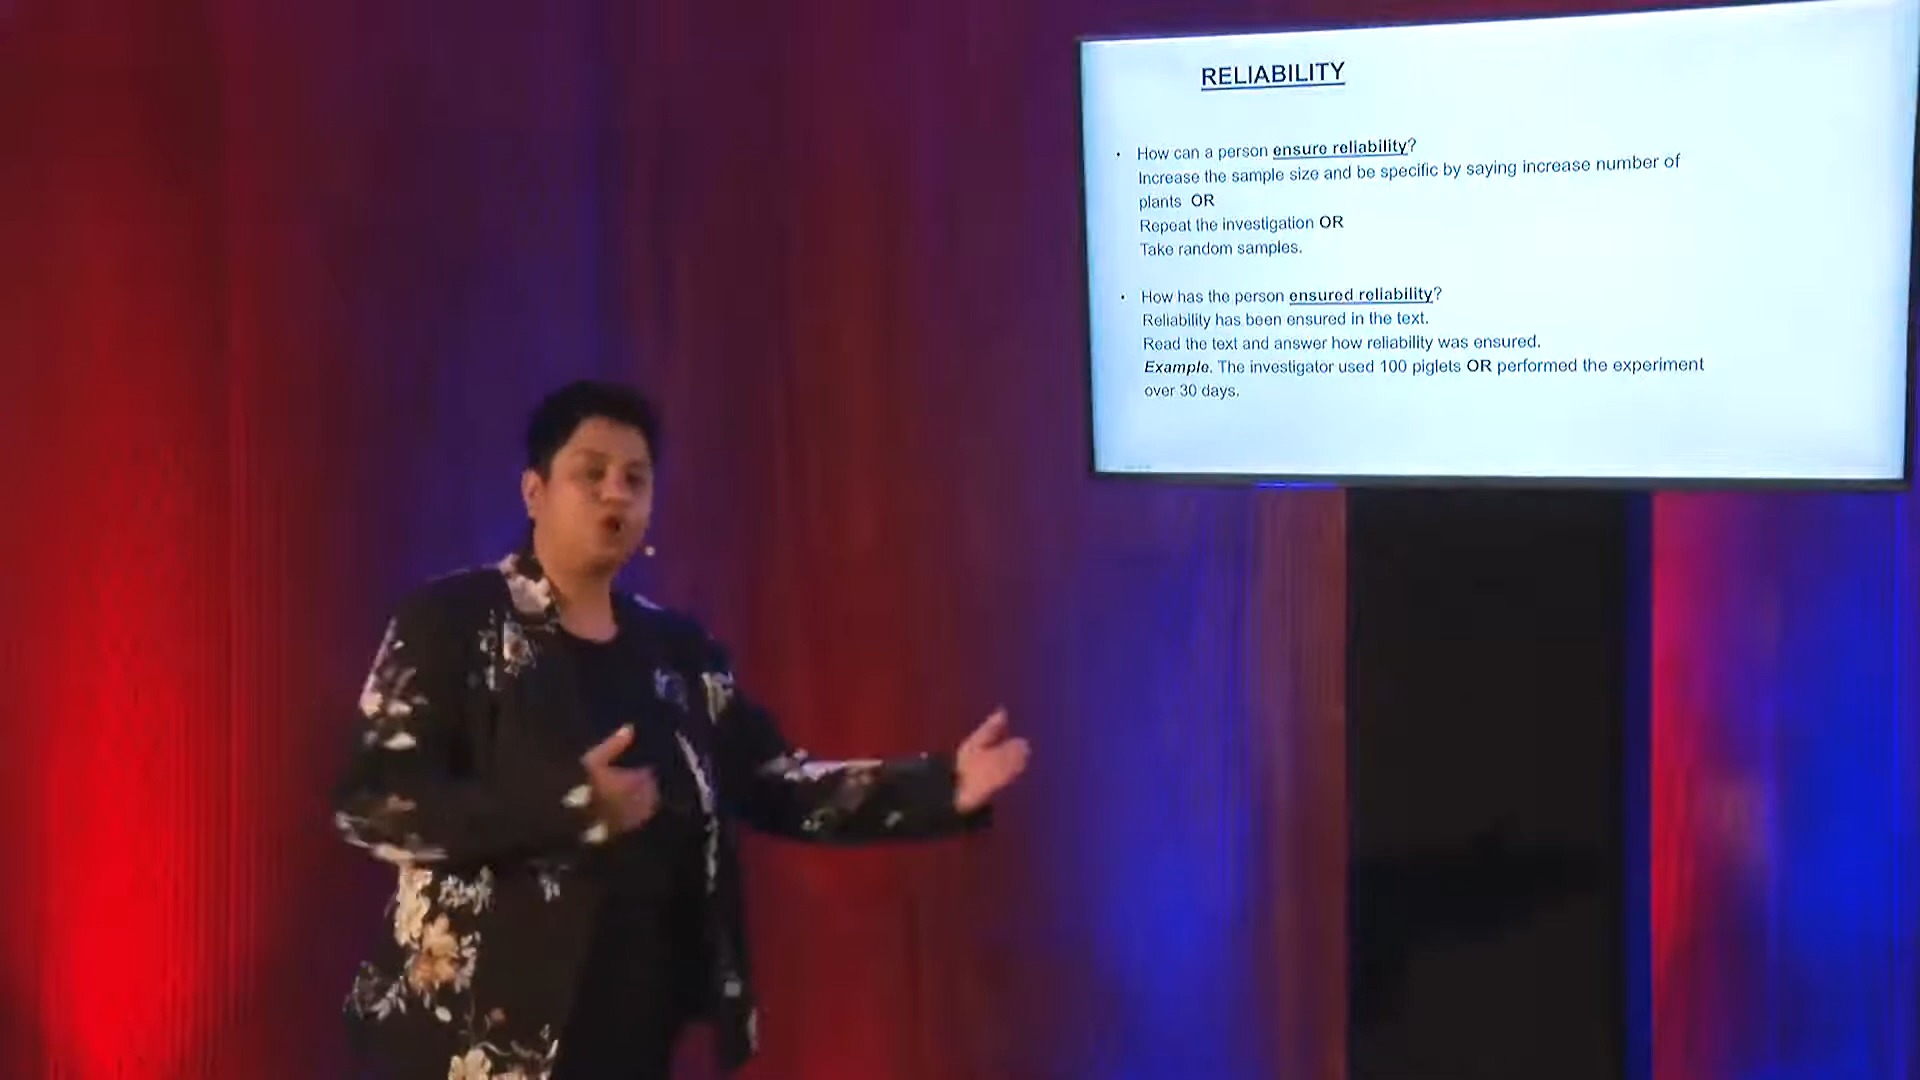 RELIABILITY
• How can a person ensure reliability?
Increase the sample size and be specific by saying increase number of
plants OR
Repeat the investigation OR
Take random samples.
• How has the person ensured reliability?
Reliability has been ensured in the text.
Read the text and answer how reliability was ensured.
Example. The investigator used 100 piglets OR performed the experiment
over 30 days.